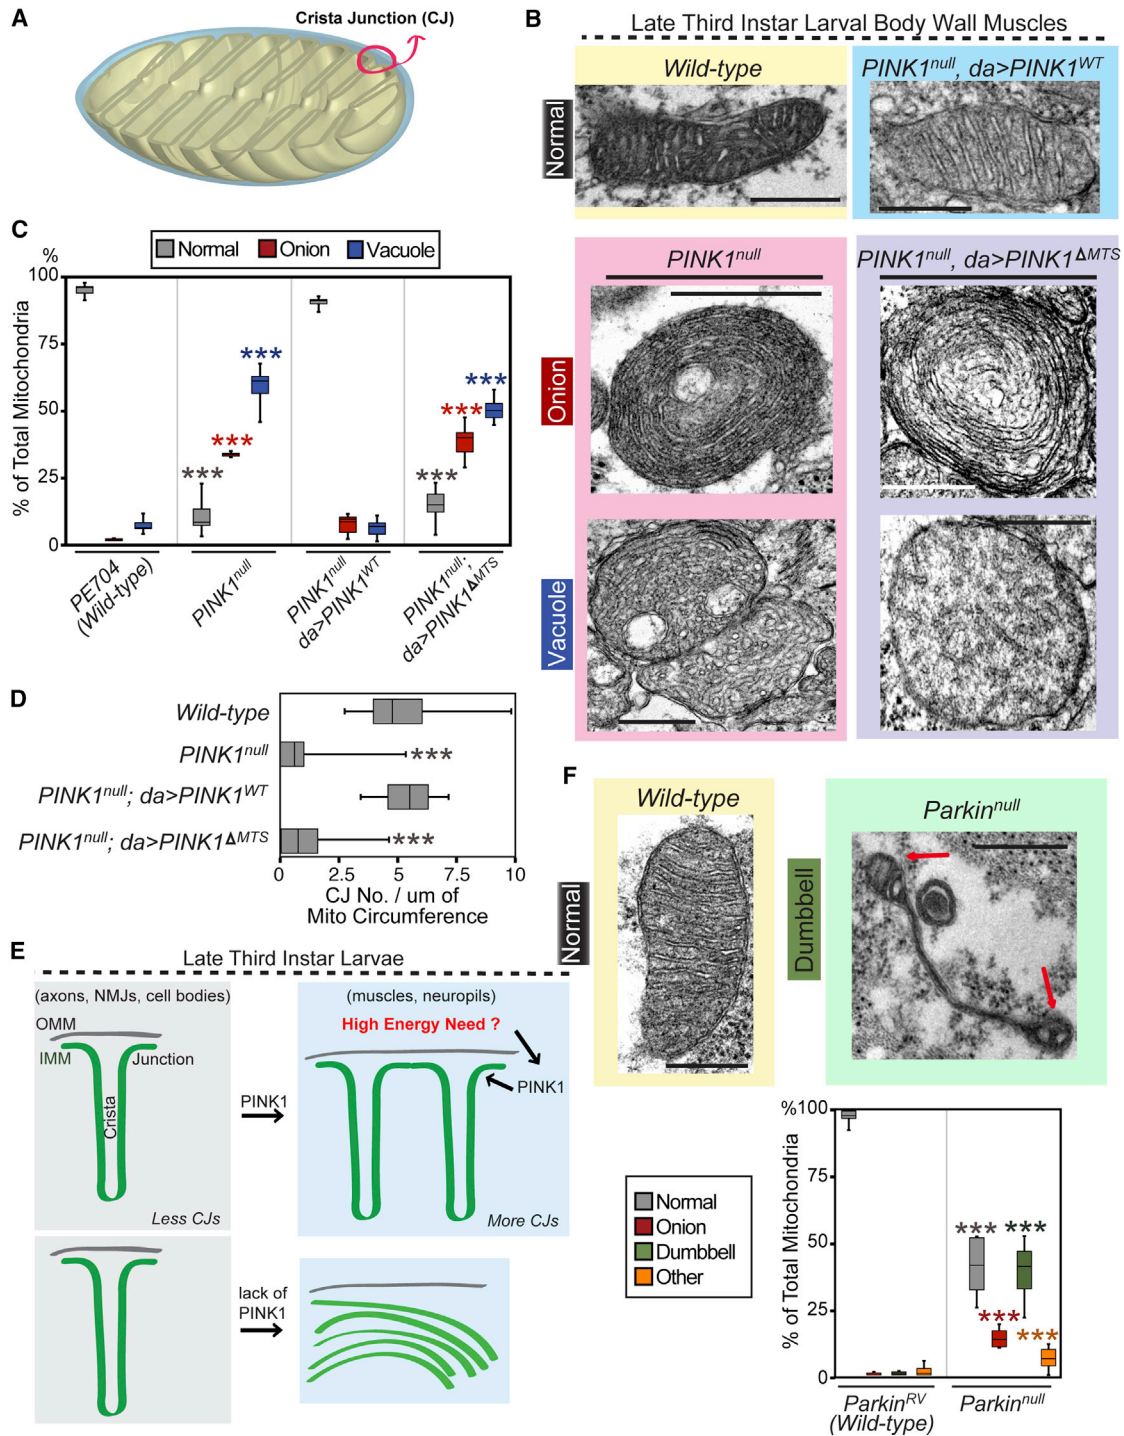 A
Crista Junction (CJ)
B
Late Third Instar Larval Body Wall Muscles
Wild-type
PINK1null, da>PINK1WT
Normal
PINK1null
PINK1null, da>PINK1ΔMTS
Onion
Vacuole
C
Normal
Onion
Vacuole
%
100
75
50
25
0
% of Total Mitochondria
***
***
***
***
***
***
PE704
(Wild-type)
PINK1null
PINK1null
da>PINK1WT
PINK1null;
da>PINK1ΔMTS
D
Wild-type
PINK1null
***
PINK1null; da>PINK1WT
PINK1null; da>PINK1ΔMTS
***
0 2.5 5 7.5 10
CJ No. / um of
Mito Circumference
E
Late Third Instar Larvae
(axons, NMJs, cell bodies)
OMM
IMM
Junction
Crista
Less CJs
PINK1
(muscles, neuropils)
High Energy Need ?
PINK1
More CJs
lack of
PINK1
F
Wild-type
Parkinnull
Normal
Dumbbell
Normal
Onion
Dumbbell
Other
%100
75
50
25
0
% of Total Mitochondria
***
***
***
***
ParkinRV
(Wild-type)
Parkinnull